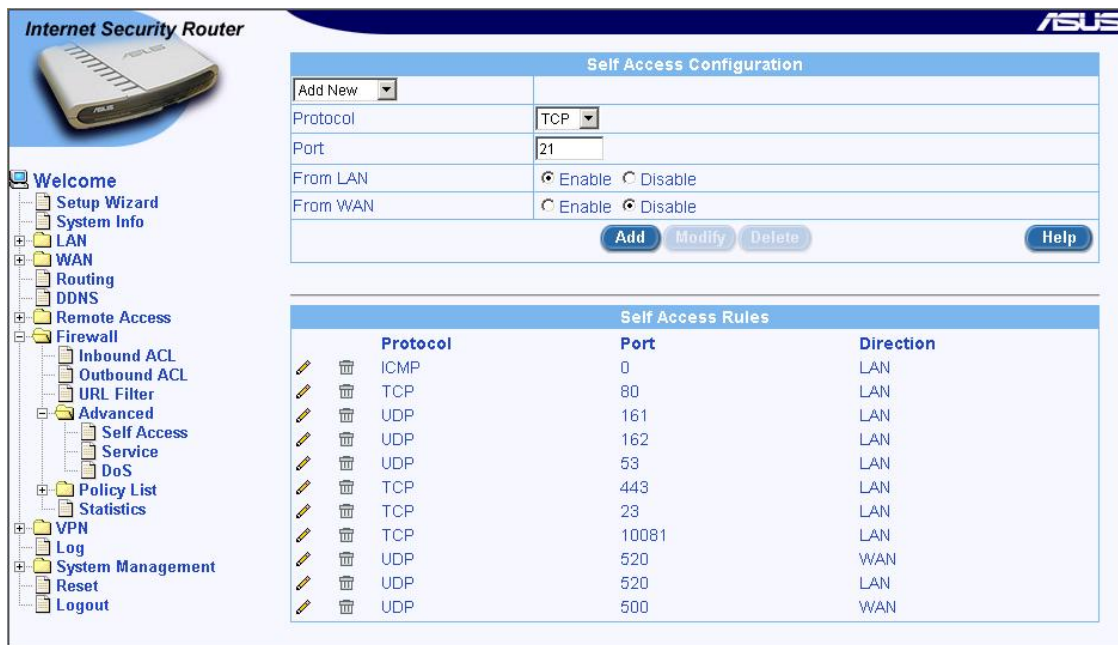 Internet Security Router
ASUS
Welcome
Setup Wizard
System Info
LAN
WAN
Routing
DDNS
Remote Access
Firewall
Inbound ACL
Outbound ACL
URL Filter
Advanced
Self Access
Service
DoS
Policy List
Statistics
VPN
Log
System Management
Reset
Logout
Self Access Configuration
Add New
Protocol TCP
Port 21
From LAN Enable Disable
From WAN Enable Disable
Add Modify Delete Help
Self Access Rules
Protocol Port Direction
ICMP 0 LAN
TCP 80 LAN
UDP 161 LAN
UDP 162 LAN
UDP 53 LAN
TCP 443 LAN
TCP 23 LAN
TCP 10081 LAN
UDP 520 WAN
UDP 520 LAN
UDP 500 WAN